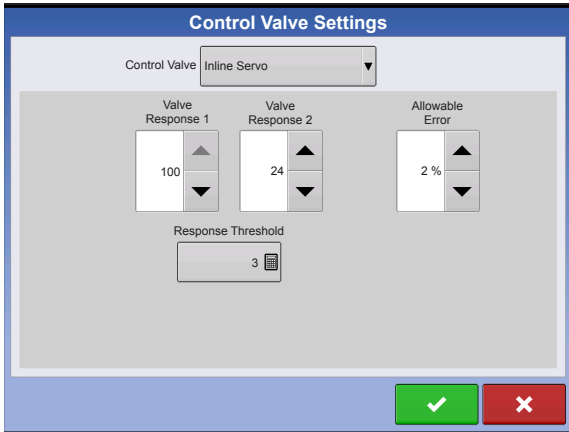 Control Valve Settings
Control Valve Inline Servo
Valve Response 1
Valve Response 2
Allowable Error
100
24
2 %
Response Threshold
3